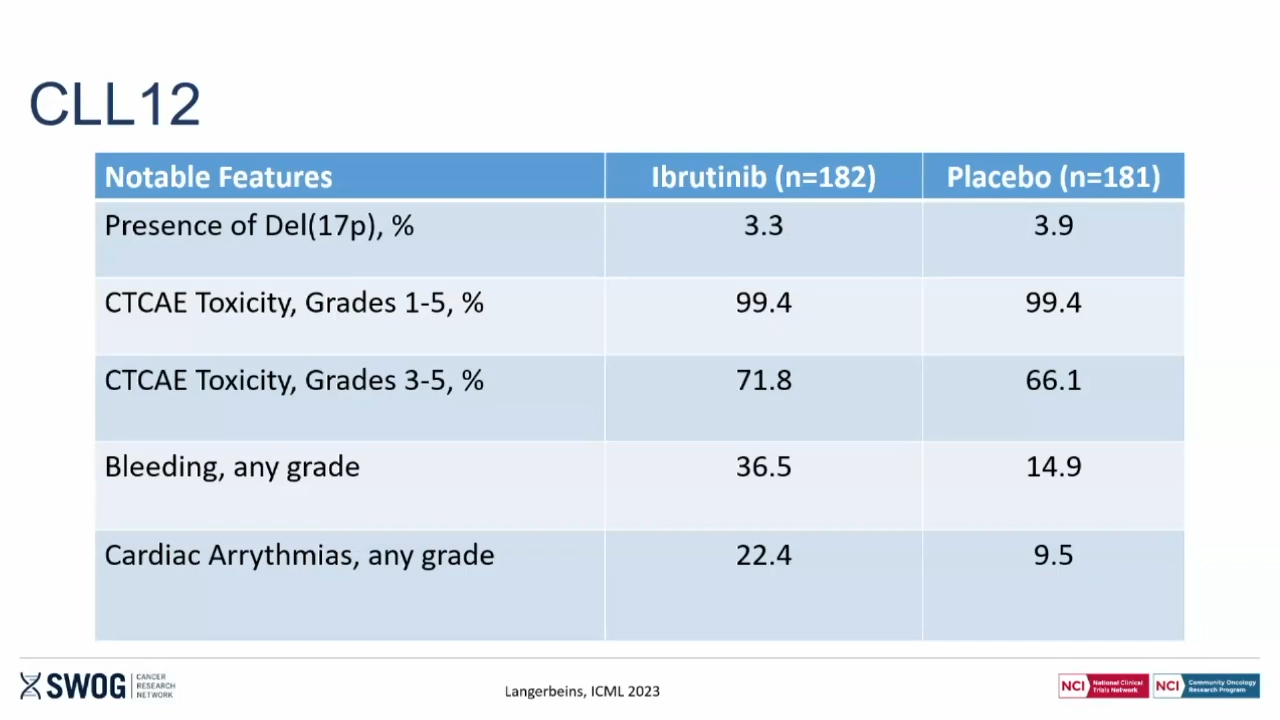 CLL12
Notable Features Ibrutinib (n=182) Placebo (n=181)
Presence of Del(17p), % 3.3 3.9
CTCAE Toxicity, Grades 1-5, % 99.4 99.4
CTCAE Toxicity, Grades 3-5, % 71.8 66.1
Bleeding, any grade 36.5 14.9
Cardiac Arrythmias, any grade 22.4 9.5
SWOG
CANCER
RESEARCH
NETWORK
Langerbeins, ICML 2023
NCI
National Clinical
Trials Network
NCI
Community Oncology
Research Program